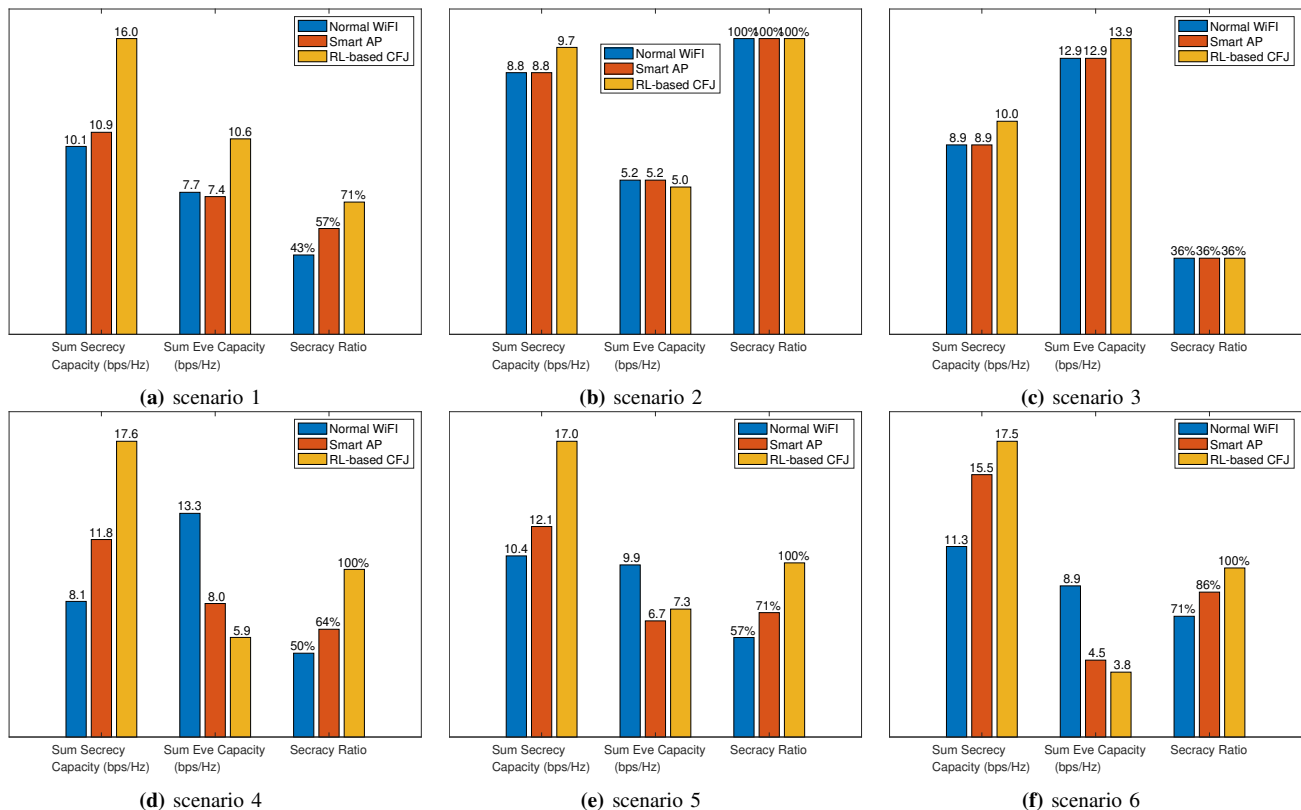 Normal WiFI
Smart AP
RL-based CFJ
10.1
10.9
16.0
7.7
7.4
10.6
43%
57%
71%
Sum Secrecy
Capacity (bps/Hz)
Sum Eve Capacity
(bps/Hz)
Secracy Ratio
(a) scenario 1
Normal WiFI
Smart AP
RL-based CFJ
8.8
8.8
9.7
5.2
5.2
5.0
100%
100%
100%
Sum Secrecy
Capacity (bps/Hz)
Sum Eve Capacity
(bps/Hz)
Secracy Ratio
(b) scenario 2
Normal WiFI
Smart AP
RL-based CFJ
8.9
8.9
10.0
12.9
12.9
13.9
36%
36%
36%
Sum Secrecy
Capacity (bps/Hz)
Sum Eve Capacity
(bps/Hz)
Secracy Ratio
(c) scenario 3
Normal WiFI
Smart AP
RL-based CFJ
8.1
11.8
17.6
13.3
8.0
5.9
50%
64%
100%
Sum Secrecy
Capacity (bps/Hz)
Sum Eve Capacity
(bps/Hz)
Secracy Ratio
(d) scenario 4
Normal WiFI
Smart AP
RL-based CFJ
10.4
12.1
17.0
9.9
6.7
7.3
57%
71%
100%
Sum Secrecy
Capacity (bps/Hz)
Sum Eve Capacity
(bps/Hz)
Secracy Ratio
(e) scenario 5
Normal WiFI
Smart AP
RL-based CFJ
11.3
15.5
17.5
8.9
4.5
3.8
71%
86%
100%
Sum Secrecy
Capacity (bps/Hz)
Sum Eve Capacity
(bps/Hz)
Secracy Ratio
(f) scenario 6